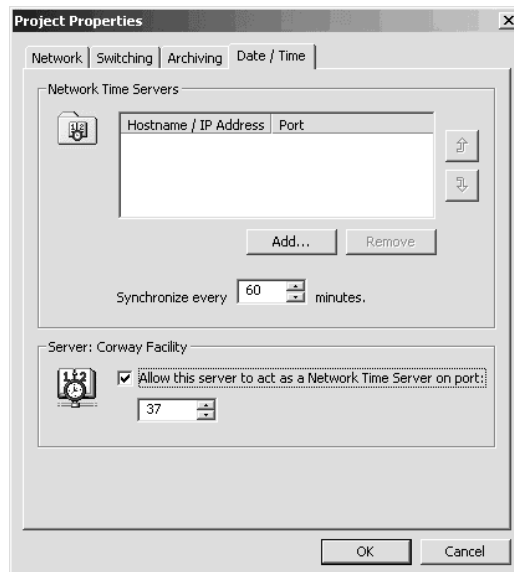 Project Properties
Network Switching Archiving Date / Time
Network Time Servers
Hostname / IP Address Port
Add... Remove
Synchronize every 60 minutes.
Server: Corway Facility
Allow this server to act as a Network Time Server on port:
37
OK Cancel